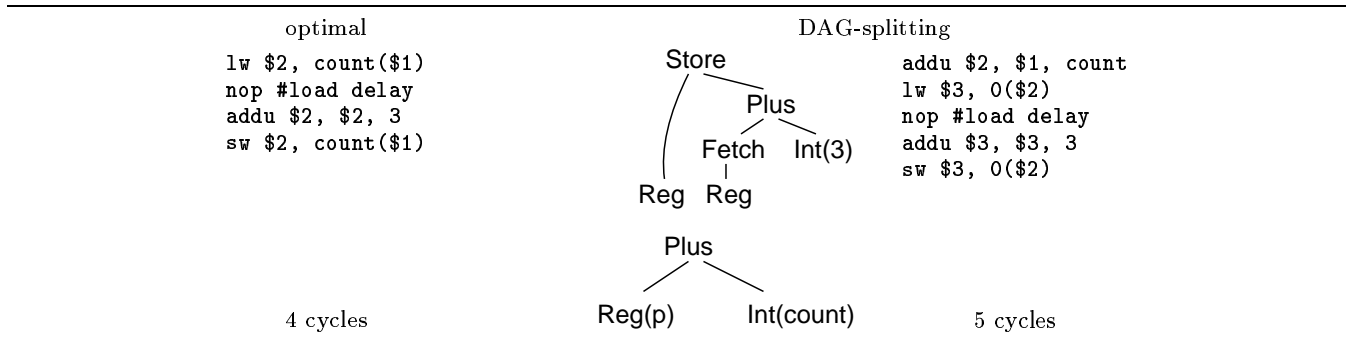 optimal
lw $2, count($1)
nop #load delay
addu $2, $2, 3
sw $2, count($1)
4 cycles
DAG-splitting
Store
Plus
Fetch Int(3)
Reg Reg
Plus
Reg(p) Int(count)
addu $2, $1, count
lw $3, 0($2)
nop #load delay
addu $3, $3, 3
sw $3, 0($2)
5 cycles